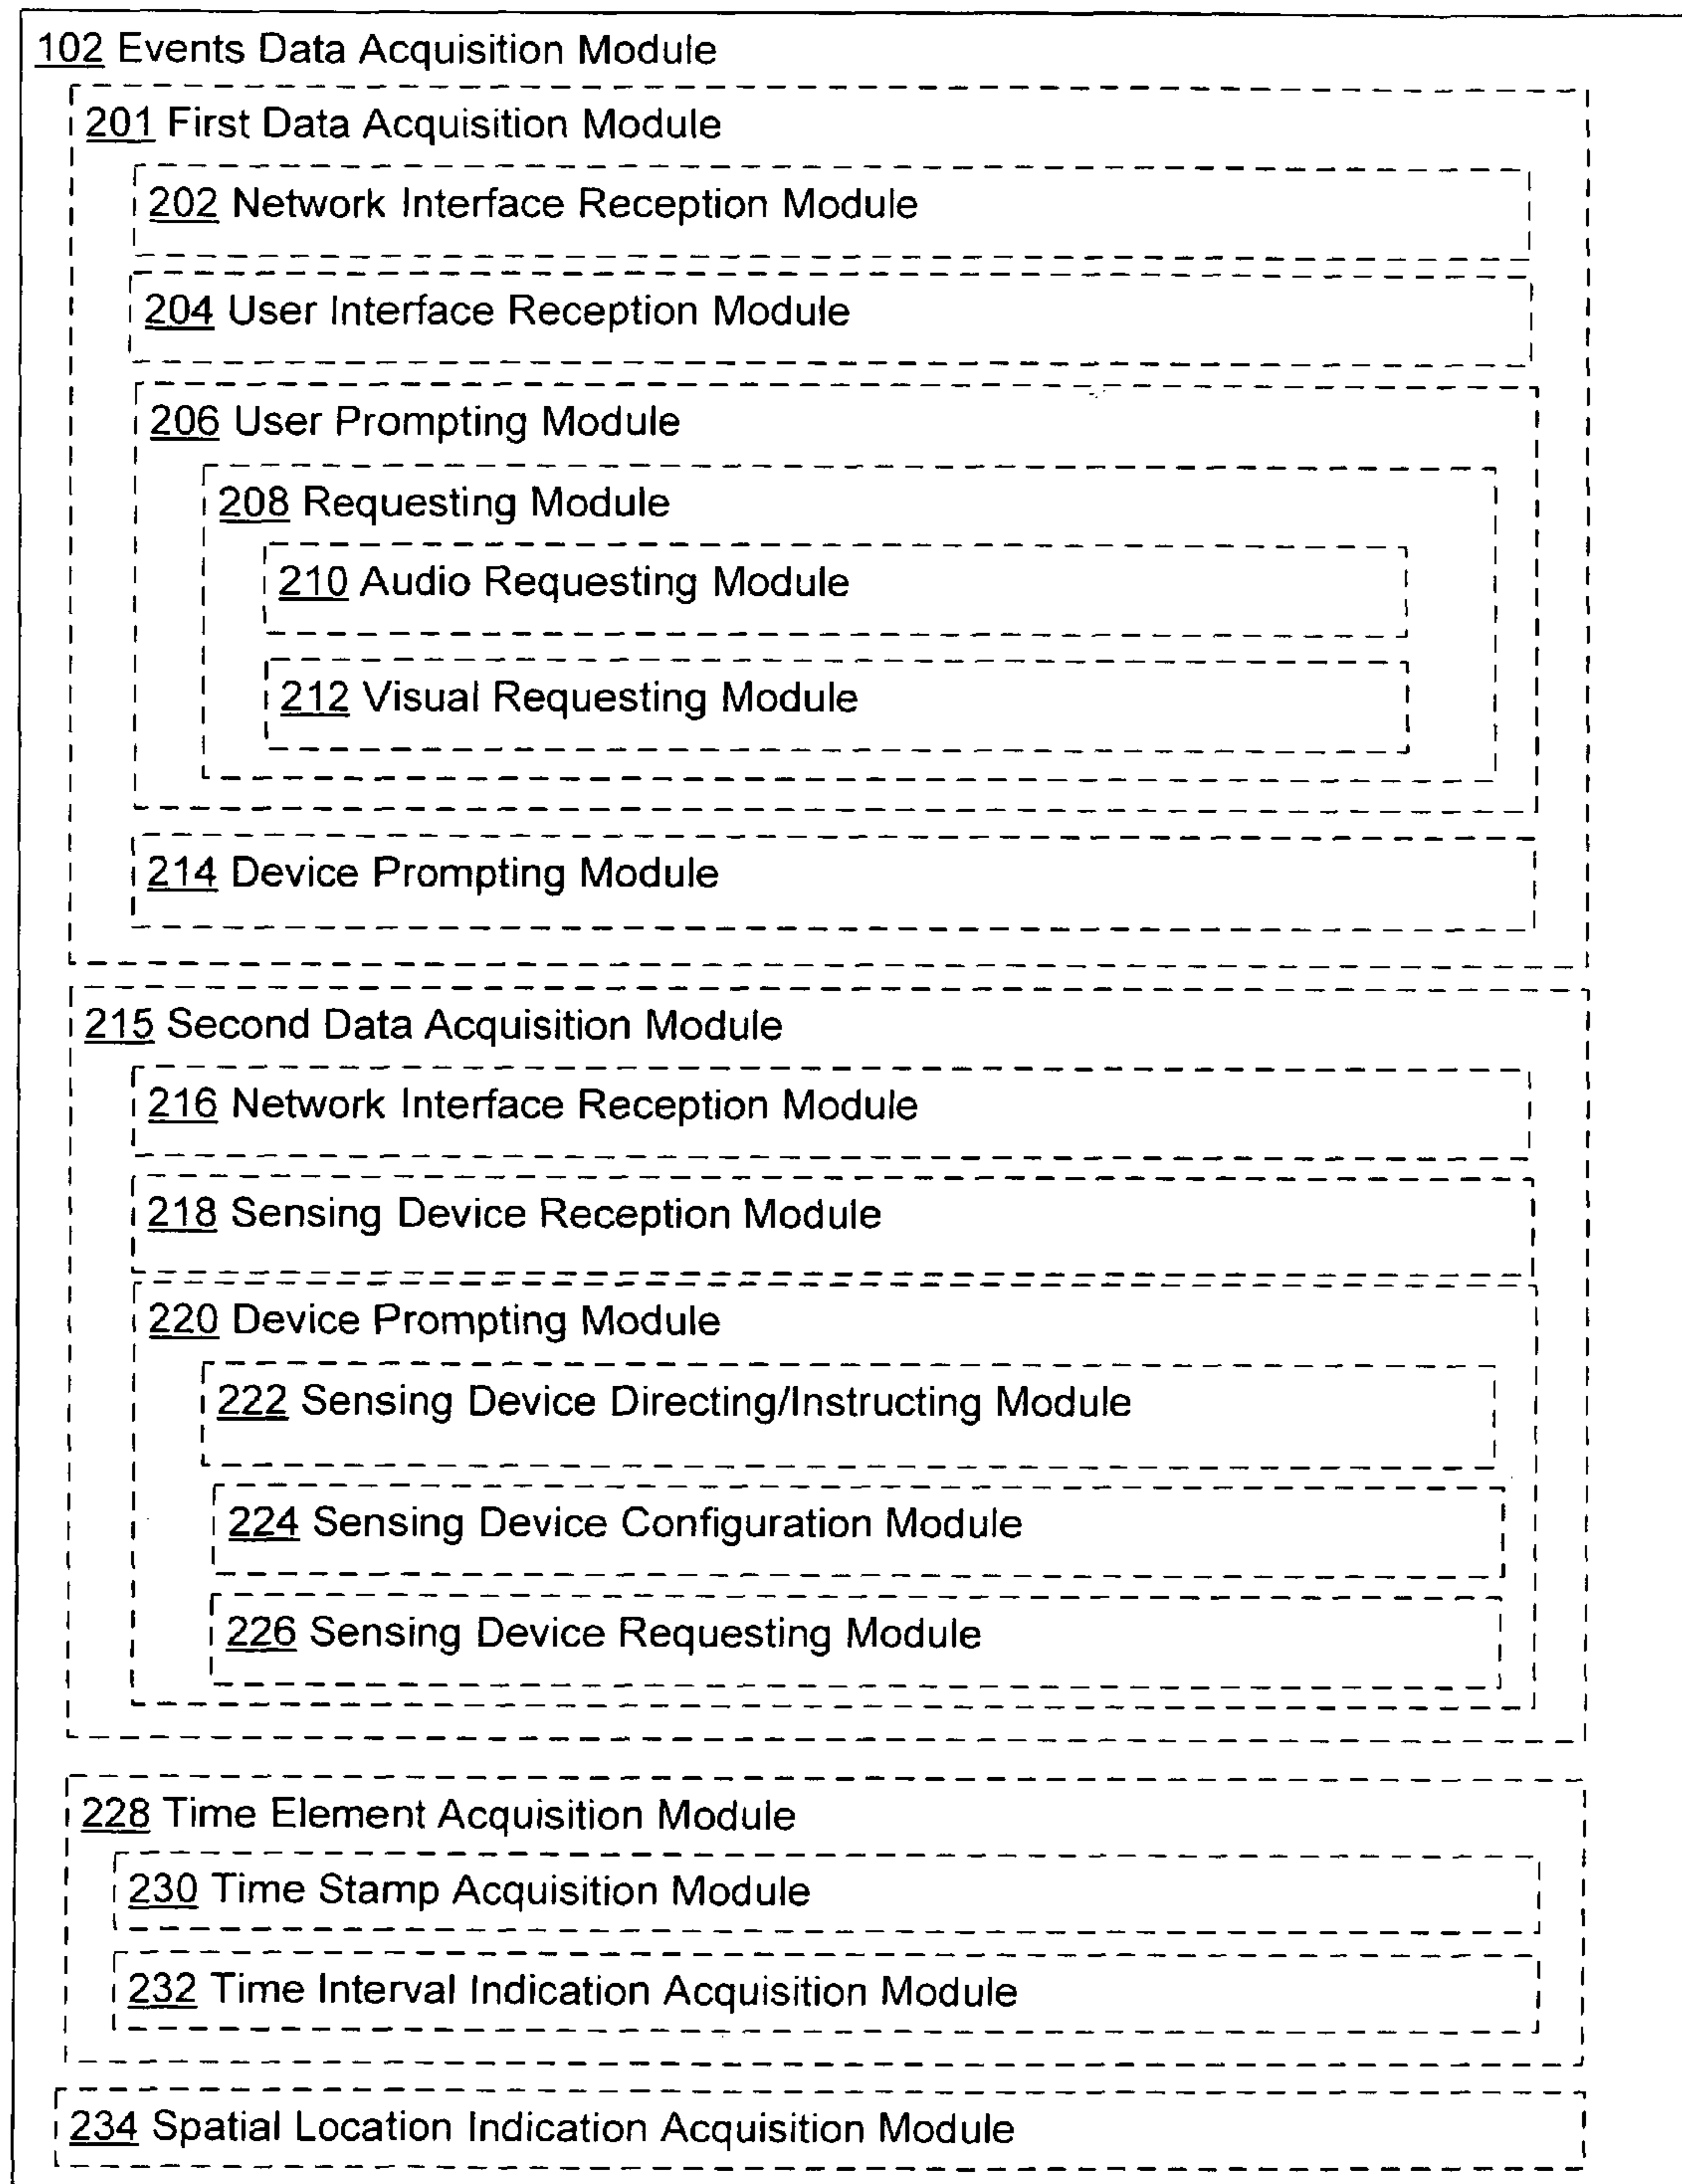 102 Events Data Acquisition Module
201 First Data Acquisition Module
202 Network Interface Reception Module
204 User Interface Reception Module
206 User Prompting Module
208 Requesting Module
210 Audio Requesting Module
212 Visual Requesting Module
214 Device Prompting Module
215 Second Data Acquisition Module
216 Network Interface Reception Module
218 Sensing Device Reception Module
220 Device Prompting Module
222 Sensing Device Directing/Instructing Module
224 Sensing Device Configuration Module
226 Sensing Device Requesting Module
228 Time Element Acquisition Module
230 Time Stamp Acquisition Module
232 Time Interval Indication Acquisition Module
234 Spatial Location Indication Acquisition Module